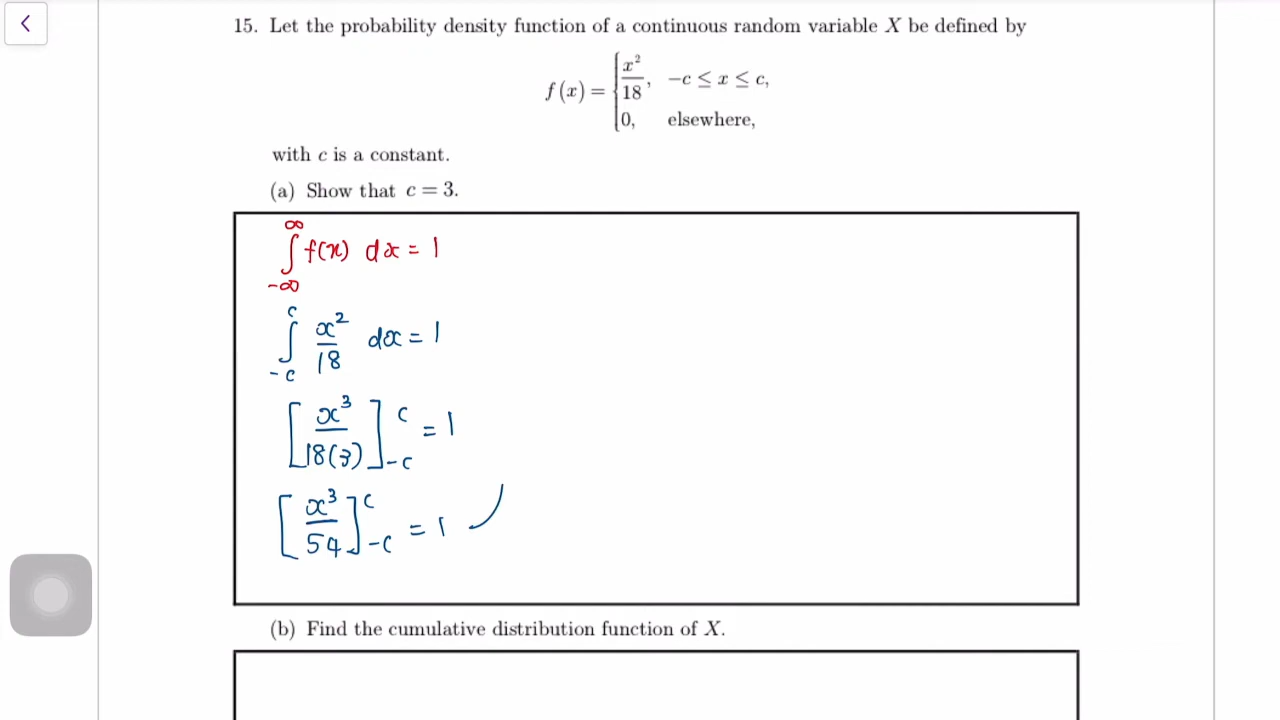 15. Let the probability density function of a continuous random variable X be defined by
f(x) = { x²/18, −c ≤ x ≤ c,
0, elsewhere,
with c is a constant.
(a) Show that c = 3.
∫_{-∞}^{∞} f(x) dx = 1
∫_{-c}^{c} x²/18 dx = 1
[x³/18(3)]_{-c}^{c} = 1
[x³/54]_{-c}^{c} = 1
(b) Find the cumulative distribution function of X.